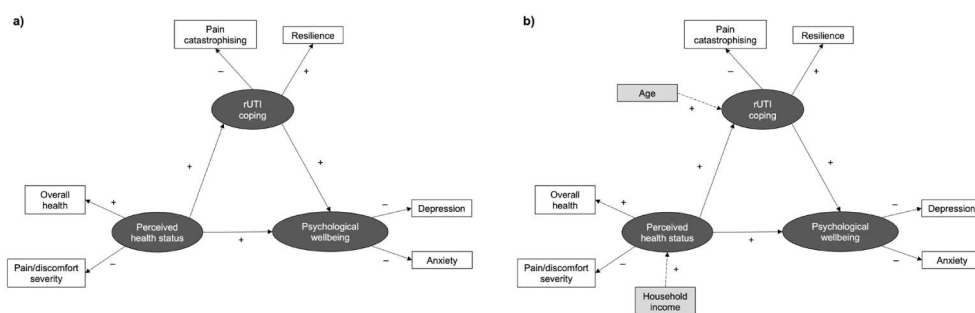 a)
Pain
catastrophising
Resilience
–
+
rUTI
coping
+
+
Overall
health
+
Perceived
health status
+
Psychological
wellbeing
–
Depression
Pain/discomfort
severity
–
–
Anxiety
b)
Pain
catastrophising
Resilience
–
+
Age
+
rUTI
coping
+
+
Overall
health
+
Perceived
health status
+
Psychological
wellbeing
–
Depression
Pain/discomfort
severity
–
–
Anxiety
+
Household
income